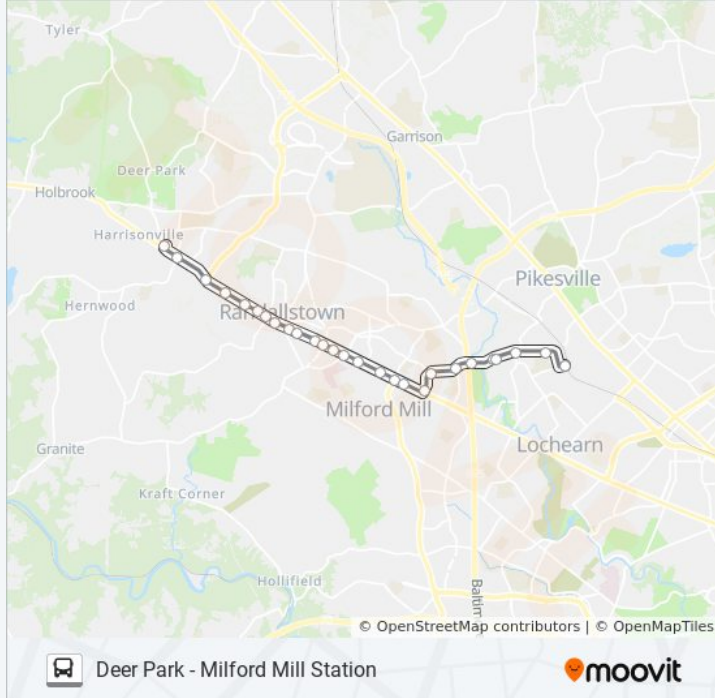 Tyler
Garrison
Deer Park
Holbrook
Harrisonville
Pikesville
Hernwood
Randallstown
Milford Mill
Lochearn
Granite
Kraft Corner
Hollifield
Baltim
© OpenStreetMap contributors | © OpenMapTiles
Deer Park - Milford Mill Station
moovit